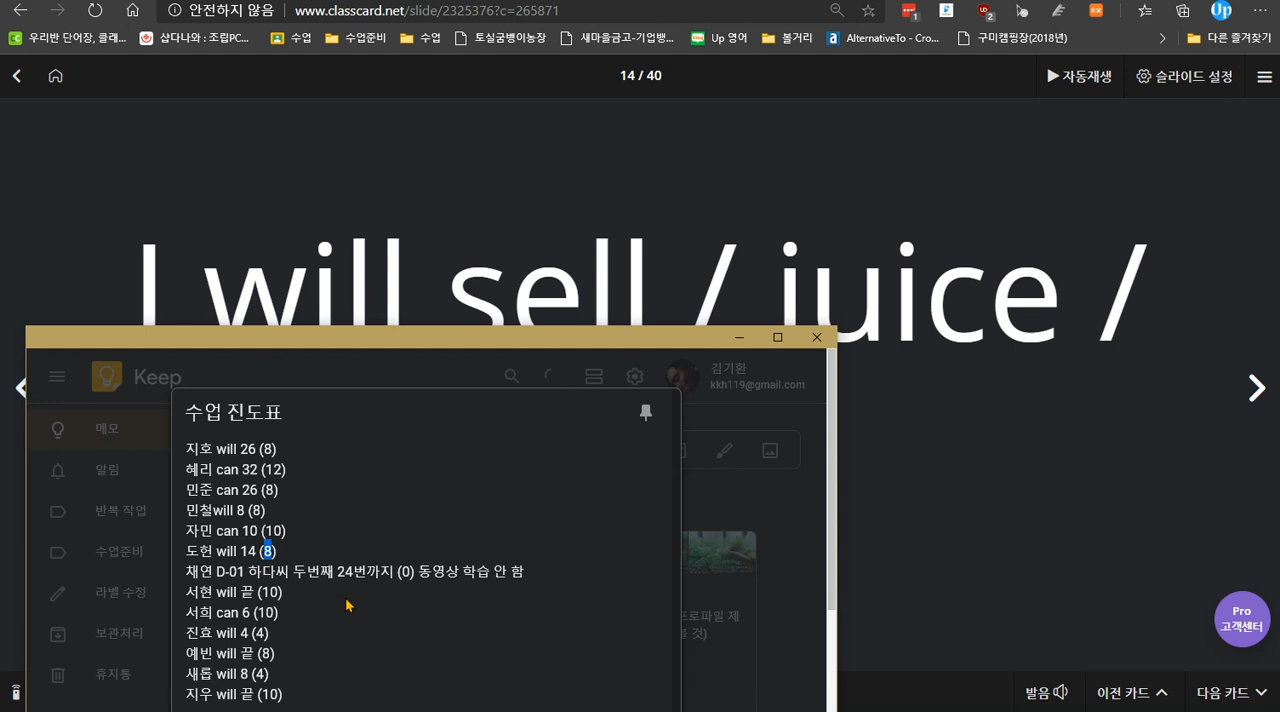 안전하지 않음 www.classcard.net/slide/2325376?c=265871
우리반 단어장, 클래... 샵다나와 : 조립PC... 수업 수업준비 수업 토실굼벵이농장 새마을금고-기업뱅... Up 영어 볼거리 AlternativeTo - Cro... 구미캠핑장(2018년) 다른 즐겨찾기
14 / 40 자동재생 슬라이드 설정
I will sell / juice /
Keep
김기환
kkh119@gmail.com
메모
알림
반복 작업
수업준비
라벨 수정
보관처리
휴지통
수업 진도표
지호 will 26 (8)
혜리 can 32 (12)
민준 can 26 (8)
민철will 8 (8)
자민 can 10 (10)
도헌 will 14 (8)
채연 D-01 하다씨 두번째 24번까지 (0) 동영상 학습 안 함
서현 will 끝 (10)
서희 can 6 (10)
진효 will 4 (4)
예빈 will 끝 (8)
새롭 will 8 (4)
지우 will 끝 (10)
프로파일 제
것)
Pro
고객센터
발음 이전 카드 다음 카드